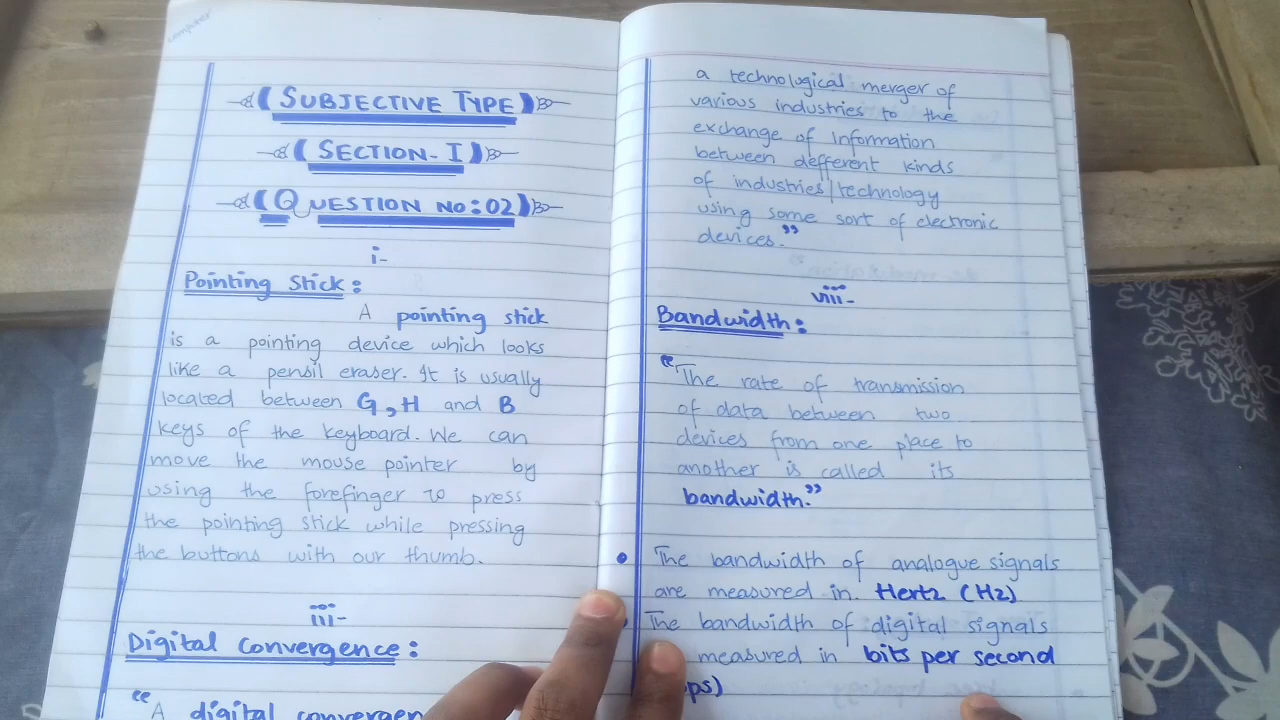 computer
(SUBJECTIVE TYPE)
(SECTION-I)
(QUESTION NO:02)
i-
Pointing Stick:
A pointing stick
is a pointing device which looks
like a pensil eraser. It is usually
located between G,H and B
keys of the keyboard. We can
move the mouse pointer by
using the forefinger to press
the pointing stick while pressing
the buttons with our thumb.
iii-
Digital Convergence:
“A digital convergen
a technological merger of
various industries to the
exchange of information
between defferent kinds
of industries/technology
using some sort of electronic
devices.”
viii-
Bandwidth:
“The rate of transmission
of data between two
devices from one place to
another is called its
bandwidth.”
• The bandwidth of analogue signals
are measured in. Hertz (Hz)
The bandwidth of digital signals
measured in bits per second
ps)